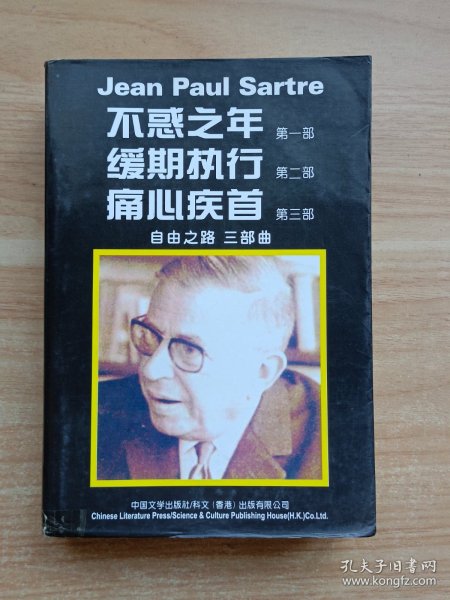 Jean Paul Sartre
不惑之年 第一部
缓期执行 第二部
痛心疾首 第三部
自由之路 三部曲
中国文学出版社/科文(香港)出版有限公司
Chinese Literature Press/Science & Culture Publishing House(H.K.)Co.Ltd.
孔夫子旧书网
www.kongfz.com